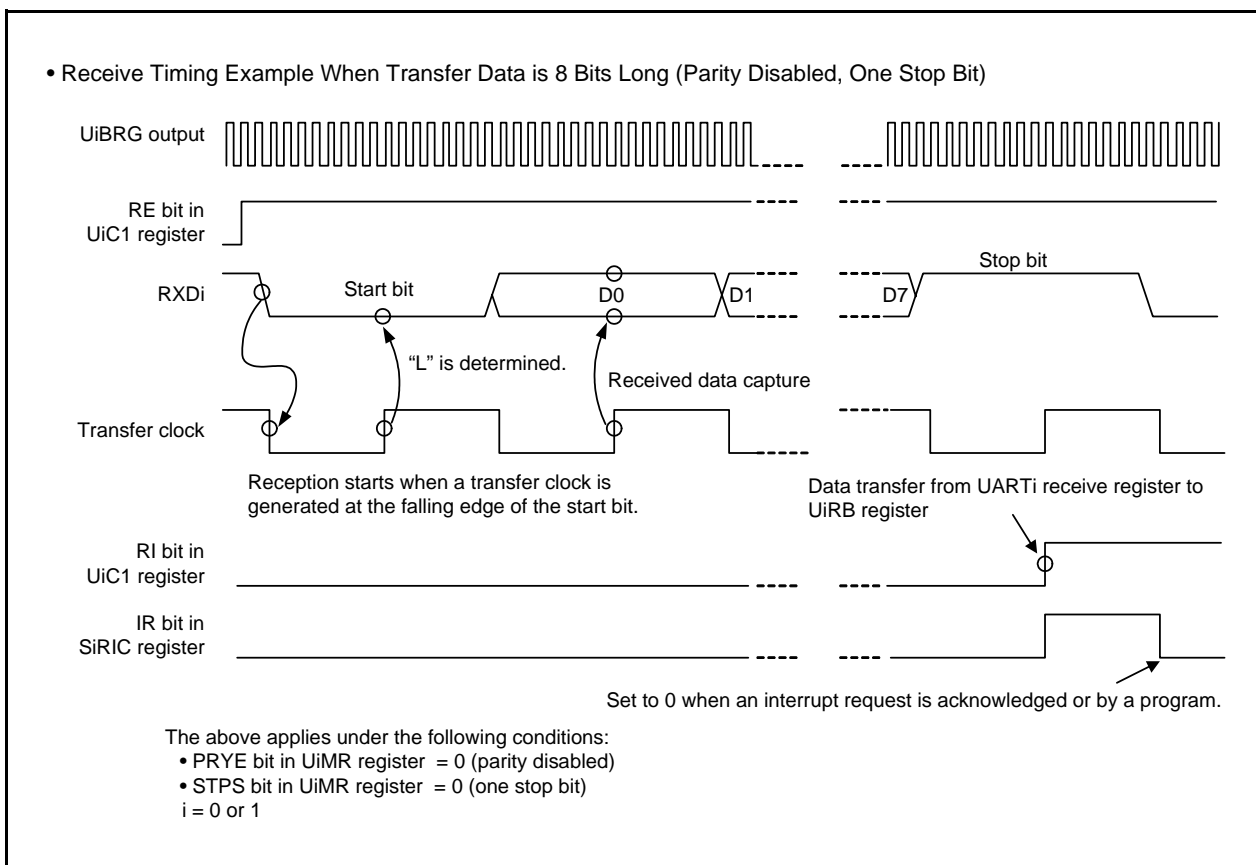 • Receive Timing Example When Transfer Data is 8 Bits Long (Parity Disabled, One Stop Bit)
UiBRG output
RE bit in
UiC1 register
RXDi
Start bit
D0
D1
D7
Stop bit
“L” is determined.
Received data capture
Transfer clock
Reception starts when a transfer clock is
generated at the falling edge of the start bit.
Data transfer from UARTi receive register to
UiRB register
RI bit in
UiC1 register
IR bit in
SiRIC register
Set to 0 when an interrupt request is acknowledged or by a program.
The above applies under the following conditions:
• PRYE bit in UiMR register = 0 (parity disabled)
• STPS bit in UiMR register = 0 (one stop bit)
i = 0 or 1